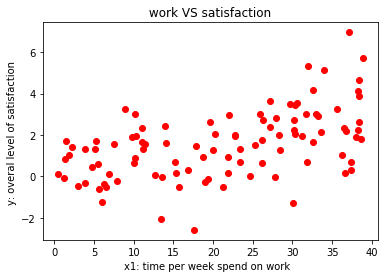 work VS satisfaction
y: overal level of satisfaction
6
4
2
0
−2
0 5 10 15 20 25 30 35 40
x1: time per week spend on work